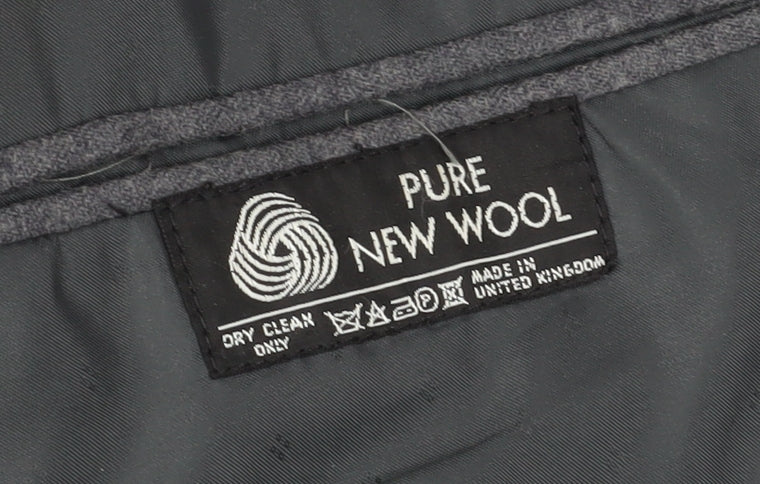 PURE
NEW WOOL
DRY CLEAN
ONLY
P
MADE IN
UNITED KINGDOM